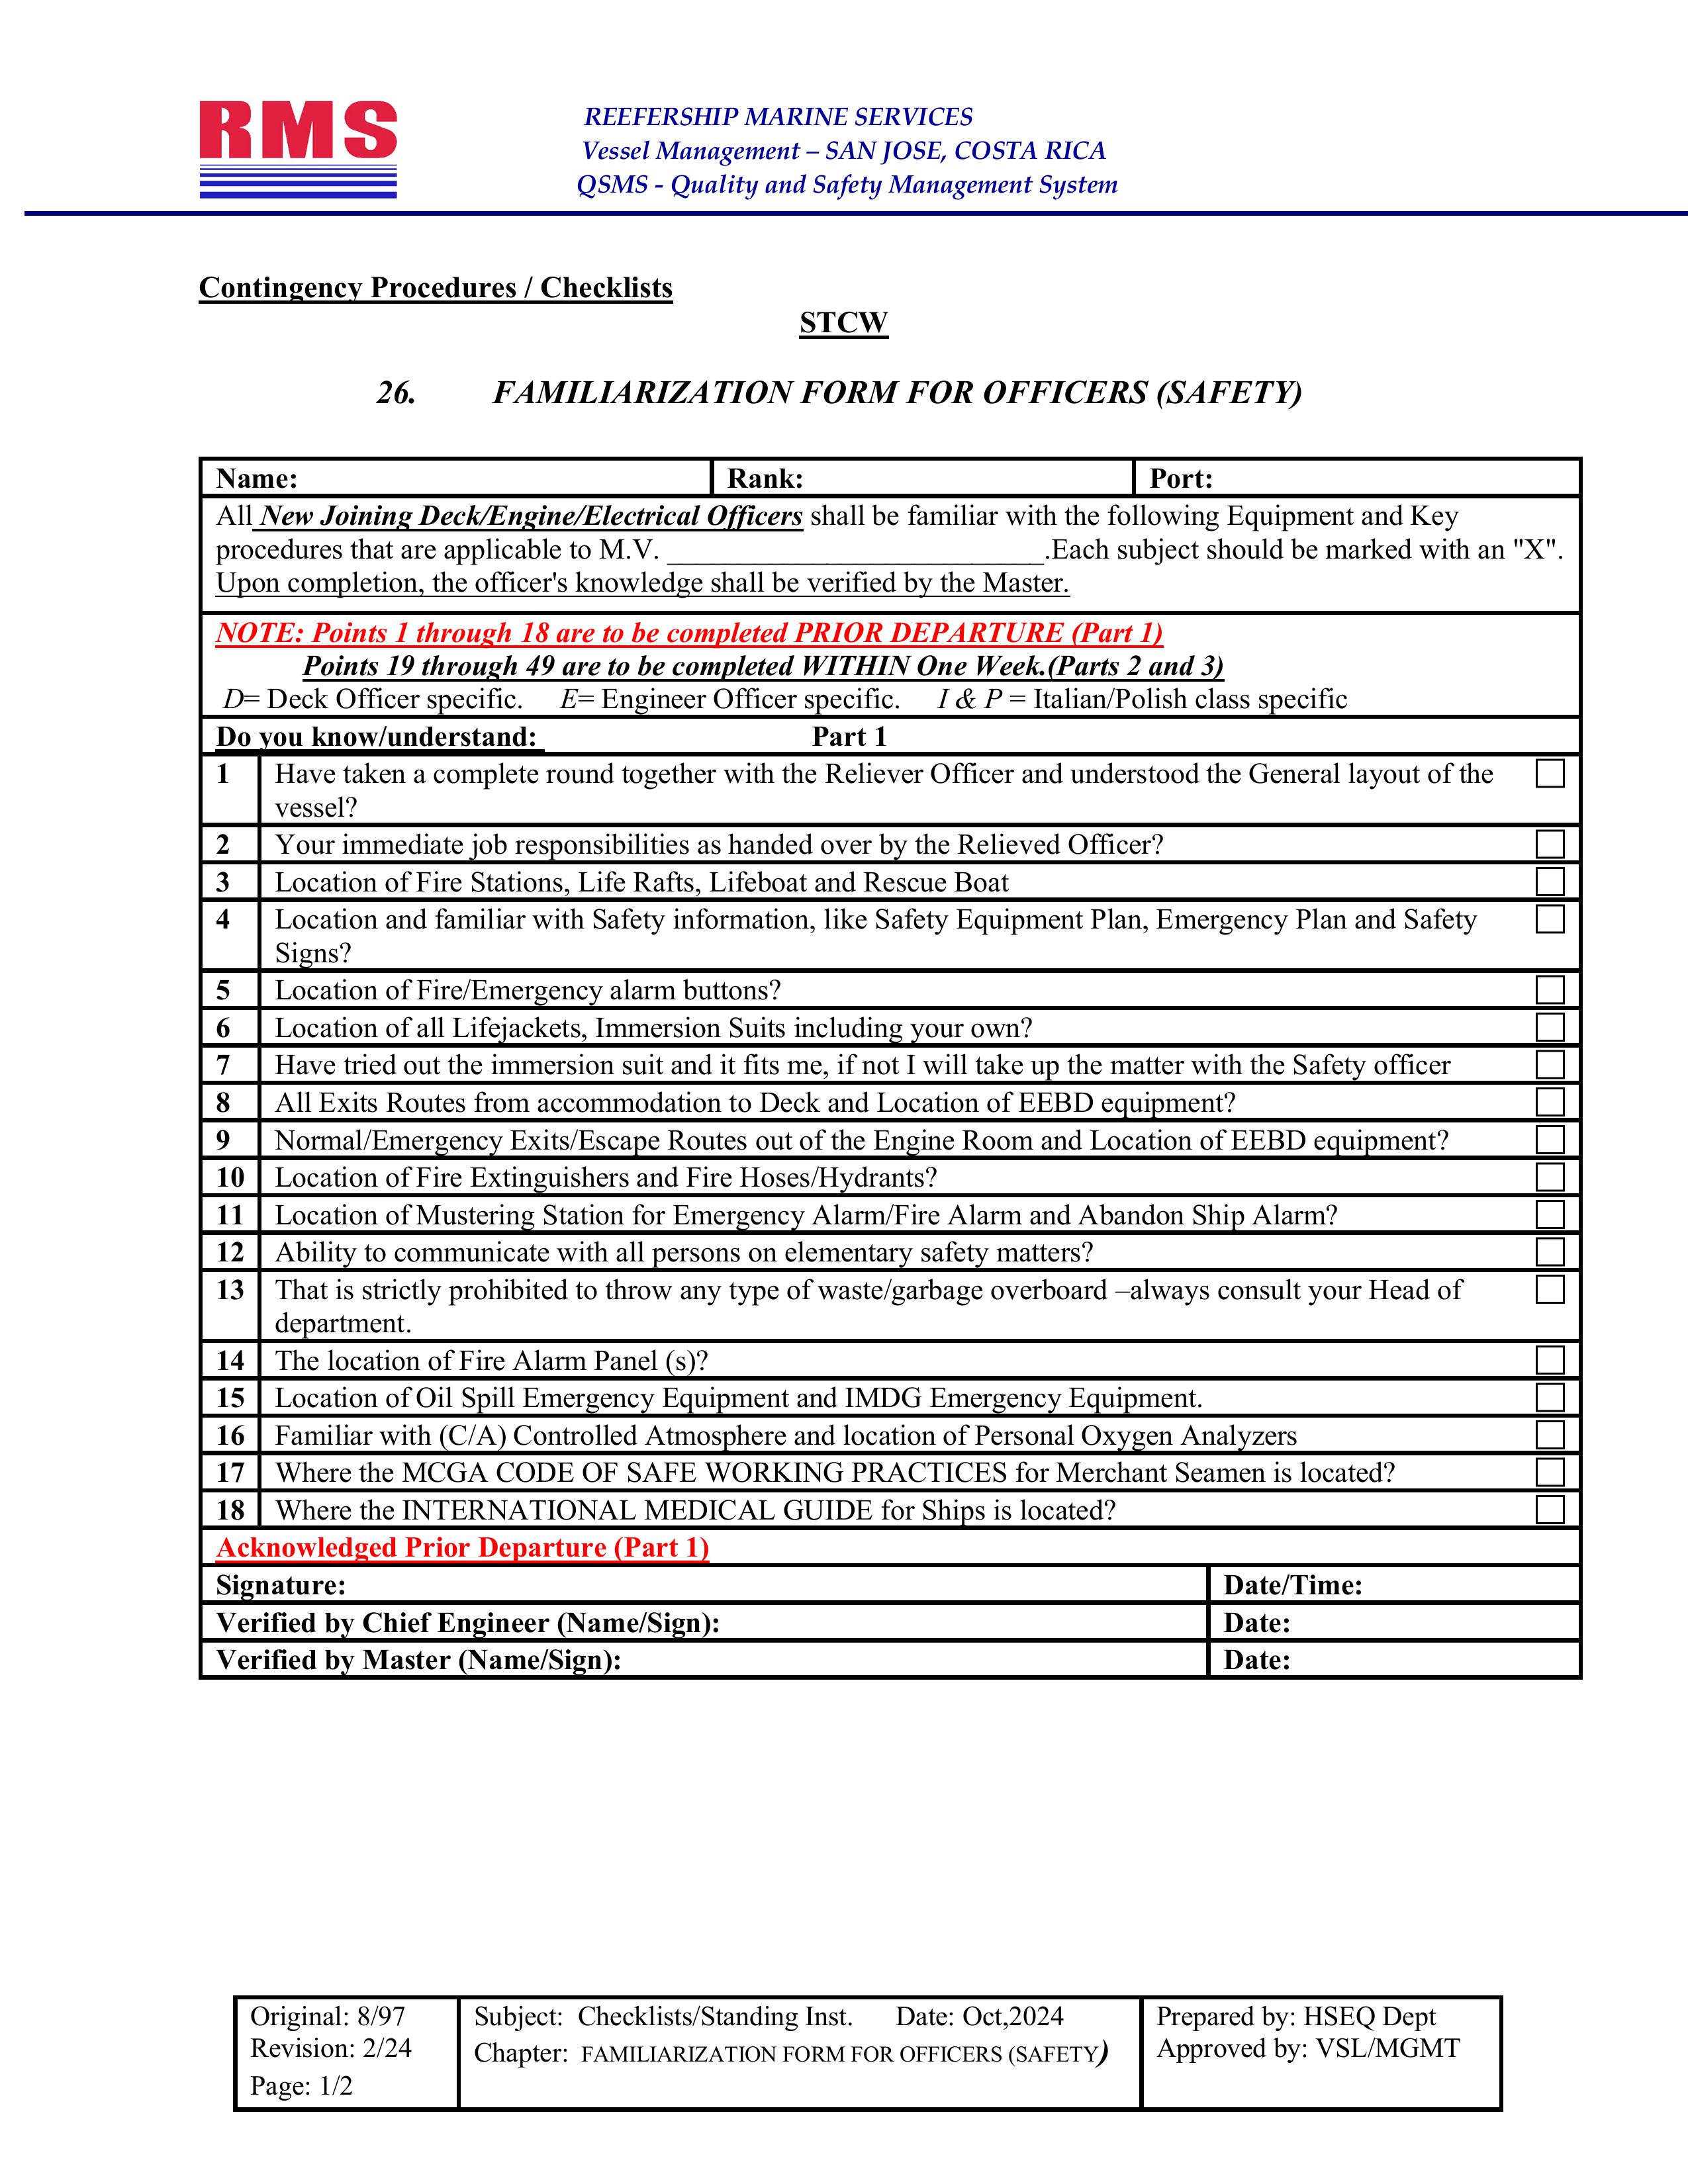 RMS
REEFERSHIP MARINE SERVICES
Vessel Management – SAN JOSE, COSTA RICA
QSMS - Quality and Safety Management System
Contingency Procedures / Checklists
STCW
26. FAMILIARIZATION FORM FOR OFFICERS (SAFETY)
Name: Rank: Port:
All New Joining Deck/Engine/Electrical Officers shall be familiar with the following Equipment and Key
procedures that are applicable to M.V. __________________________.Each subject should be marked with an "X".
Upon completion, the officer's knowledge shall be verified by the Master.
NOTE: Points 1 through 18 are to be completed PRIOR DEPARTURE (Part 1)
Points 19 through 49 are to be completed WITHIN One Week.(Parts 2 and 3)
D= Deck Officer specific. E= Engineer Officer specific. I & P = Italian/Polish class specific
Do you know/understand: Part 1
1 Have taken a complete round together with the Reliever Officer and understood the General layout of the
vessel?
2 Your immediate job responsibilities as handed over by the Relieved Officer?
3 Location of Fire Stations, Life Rafts, Lifeboat and Rescue Boat
4 Location and familiar with Safety information, like Safety Equipment Plan, Emergency Plan and Safety
Signs?
5 Location of Fire/Emergency alarm buttons?
6 Location of all Lifejackets, Immersion Suits including your own?
7 Have tried out the immersion suit and it fits me, if not I will take up the matter with the Safety officer
8 All Exits Routes from accommodation to Deck and Location of EEBD equipment?
9 Normal/Emergency Exits/Escape Routes out of the Engine Room and Location of EEBD equipment?
10 Location of Fire Extinguishers and Fire Hoses/Hydrants?
11 Location of Mustering Station for Emergency Alarm/Fire Alarm and Abandon Ship Alarm?
12 Ability to communicate with all persons on elementary safety matters?
13 That is strictly prohibited to throw any type of waste/garbage overboard –always consult your Head of
department.
14 The location of Fire Alarm Panel (s)?
15 Location of Oil Spill Emergency Equipment and IMDG Emergency Equipment.
16 Familiar with (C/A) Controlled Atmosphere and location of Personal Oxygen Analyzers
17 Where the MCGA CODE OF SAFE WORKING PRACTICES for Merchant Seamen is located?
18 Where the INTERNATIONAL MEDICAL GUIDE for Ships is located?
Acknowledged Prior Departure (Part 1)
Signature: Date/Time:
Verified by Chief Engineer (Name/Sign): Date:
Verified by Master (Name/Sign): Date:
Original: 8/97
Revision: 2/24
Page: 1/2
Subject: Checklists/Standing Inst. Date: Oct,2024
Chapter: FAMILIARIZATION FORM FOR OFFICERS (SAFETY)
Prepared by: HSEQ Dept
Approved by: VSL/MGMT